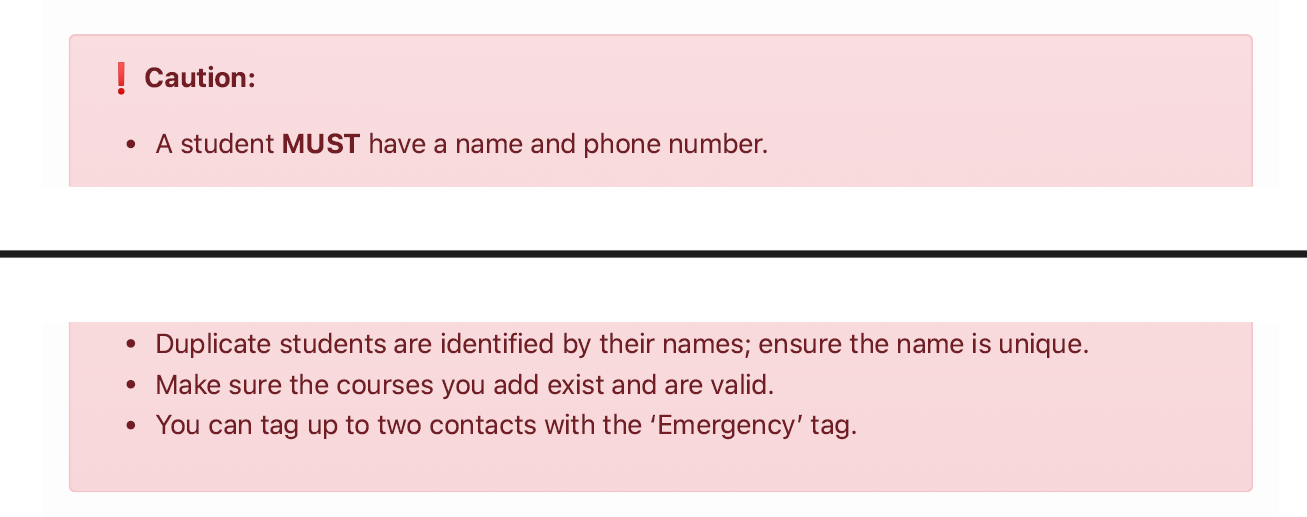 ❗ Caution:
• A student MUST have a name and phone number.
• Duplicate students are identified by their names; ensure the name is unique.
• Make sure the courses you add exist and are valid.
• You can tag up to two contacts with the ‘Emergency’ tag.